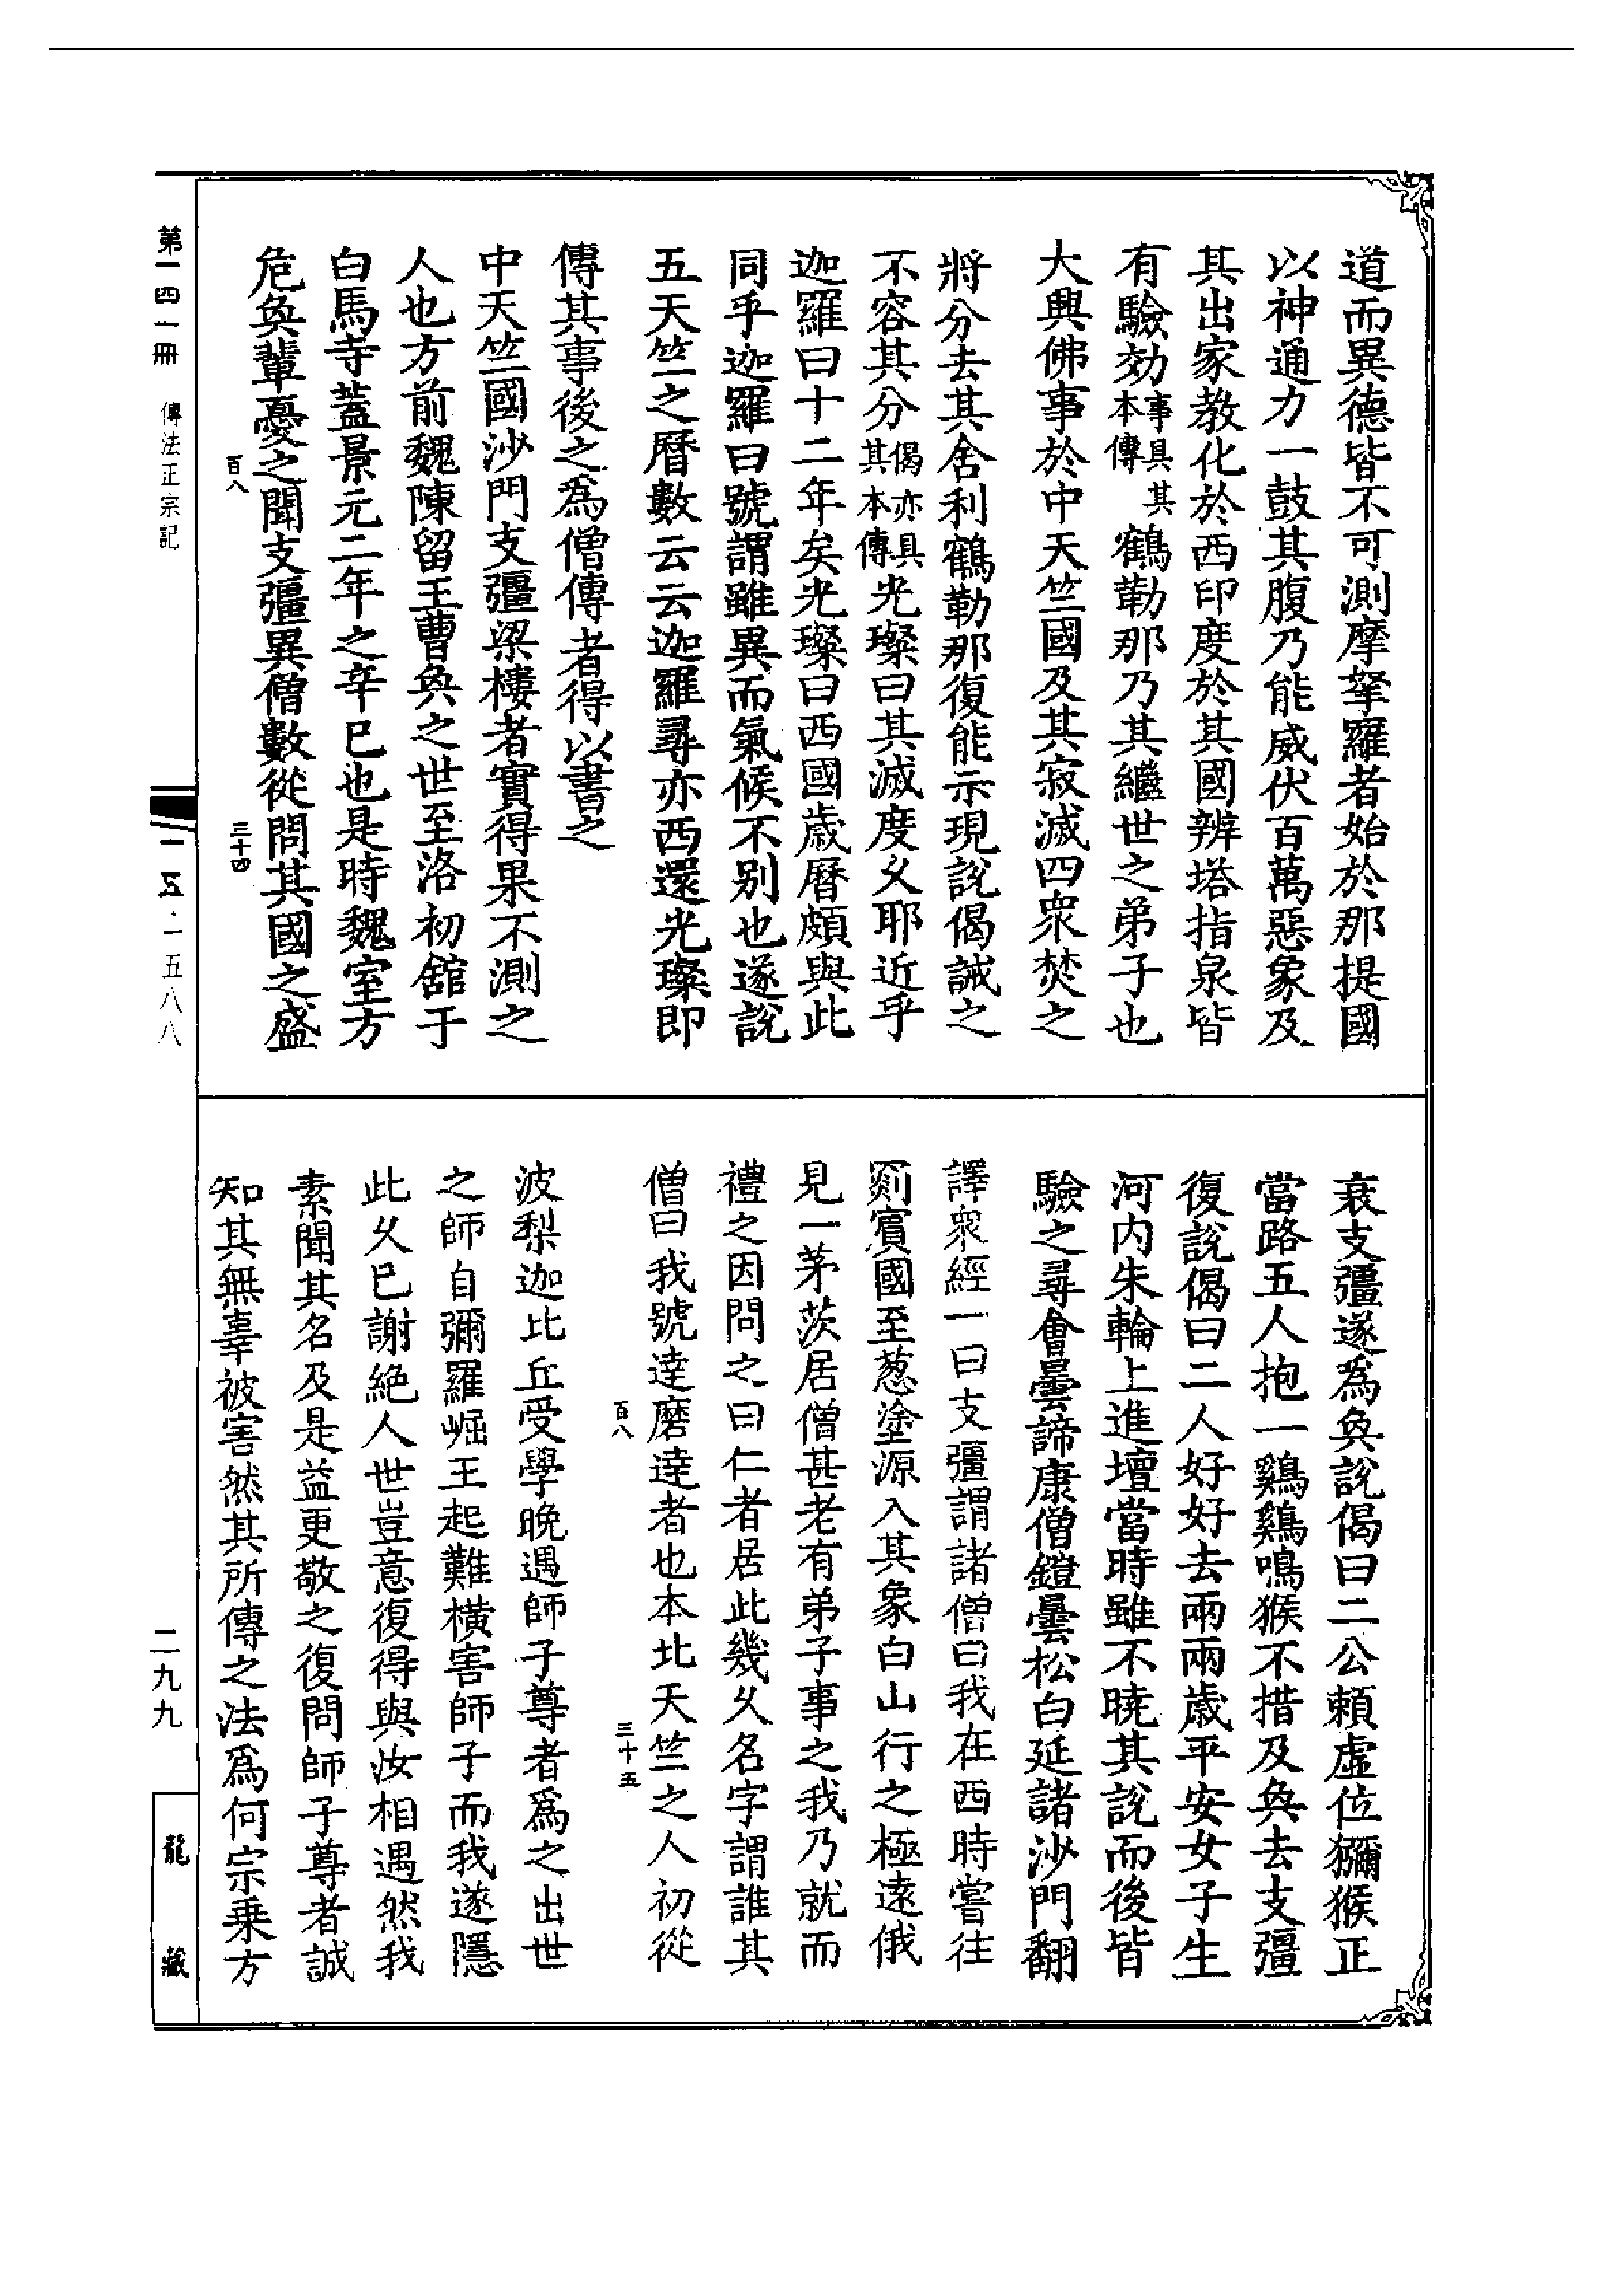 道而異德皆不可測摩拏羅者始於那提國
以神通力一鼓其腹乃能威伏百萬惡象及
其出家教化於西印度於其國辨塔指泉皆
有驗効事具其本傳鶴勒那乃其繼世之弟子也
大興佛事於中天竺國及其寂滅四衆焚之
將分去其舍利鶴勒那復能示現說偈誡之
不容其分偈亦具其本傳光璨曰其滅度久耶近乎
迦羅曰十二年矣光璨曰西國歲曆頗與此
同乎迦羅曰號謂雖異而氣候不別也遂說
五天竺之曆數云云迦羅尋亦西還光璨即
傳其事後之為僧傳者得以書之
中天竺國沙門支彊梁樓者實得果不測之
人也方前魏陳留王曹奐之世至洛初舘于
白馬寺葢景元二年之辛巳也是時魏室方
危奐輩憂之聞支彊異僧數從問其國之盛
百八
三十四
衰支彊遂爲奐說偈曰二公賴虛位獼猴正
當路五人抱一鷄鷄鳴猴不措及奐去支彊
復說偈曰二人好好去兩兩歲平安女子生
河內朱輪上進壇當時雖不曉其說而後皆
驗之尋會曇諦康僧鎧曇松白延諸沙門翻
譯衆經一曰支彊謂諸僧曰我在西時嘗往
罽賓國至葱塗源入其象白山行之極遠俄
見一茅茨居僧甚老有弟子事之我乃就而
禮之因問之曰仁者居此幾久名字謂誰其
僧曰我號達磨達者也本北天竺之人初從
百八
三十五
波梨迦比丘受學晚遇師子尊者爲之出世
之師自彌羅崛王起難橫害師子而我遂隱
此久已謝絕人世豈意復得與汝相遇然我
素聞其名及是益更敬之復問師子尊者誠
知其無辜被害然其所傳之法爲何宗乗方
第一四一冊
傳法正宗記
一一五·一五八八
二九九
龍藏